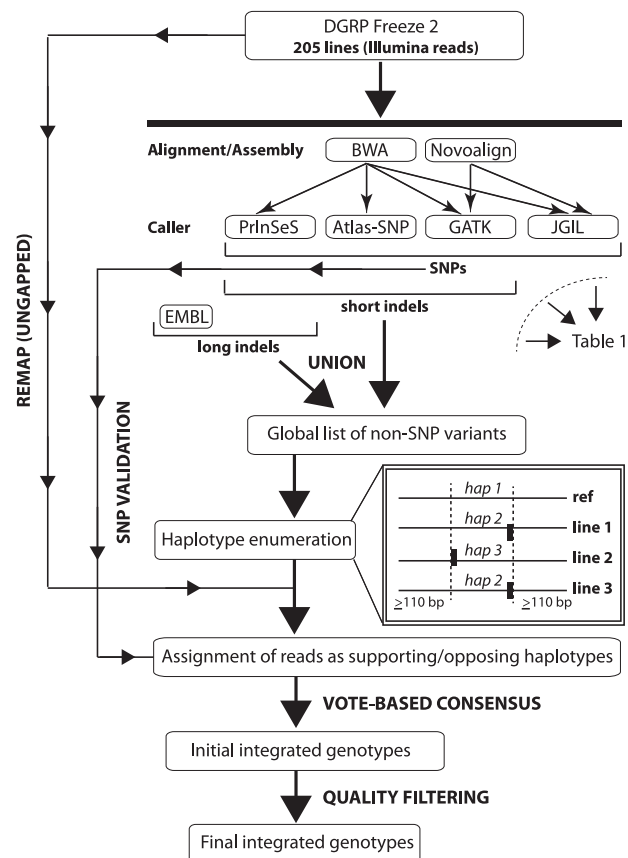 DGRP Freeze 2
205 lines (Illumina reads)
Alignment/Assembly
BWA
Novoalign
Caller
PrInSeS
Atlas-SNP
GATK
JGIL
SNPs
short indels
EMBL
long indels
Table 1
UNION
REMAP (UNGAPPED)
SNP VALIDATION
Global list of non-SNP variants
Haplotype enumeration
hap 1
ref
hap 2
line 1
hap 3
line 2
hap 2
line 3
≥110 bp
≥110 bp
Assignment of reads as supporting/opposing haplotypes
VOTE-BASED CONSENSUS
Initial integrated genotypes
QUALITY FILTERING
Final integrated genotypes